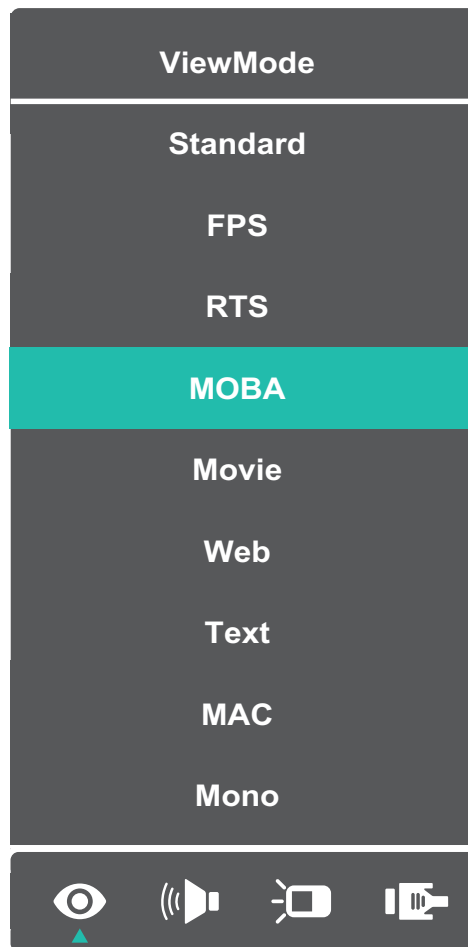 ViewMode
Standard
FPS
RTS
MOBA
Movie
Web
Text
MAC
Mono